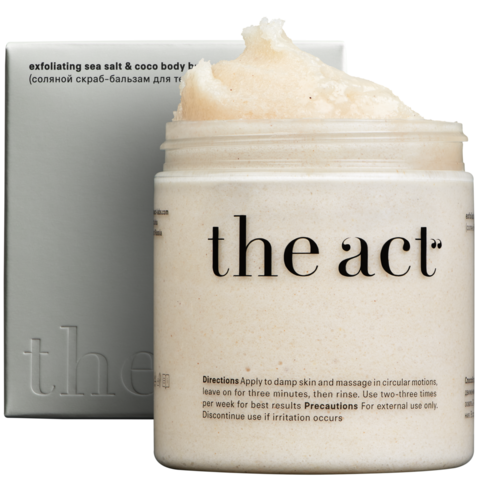 exfoliating sea salt & coco body
(соляной скраб-бальзам для
the act”
the
Directions Apply to damp skin and massage in circular motions,
leave on for three minutes, then rinse. Use two-three times
per week for best results Precautions For external use only.
Discontinue use if irritation occurs